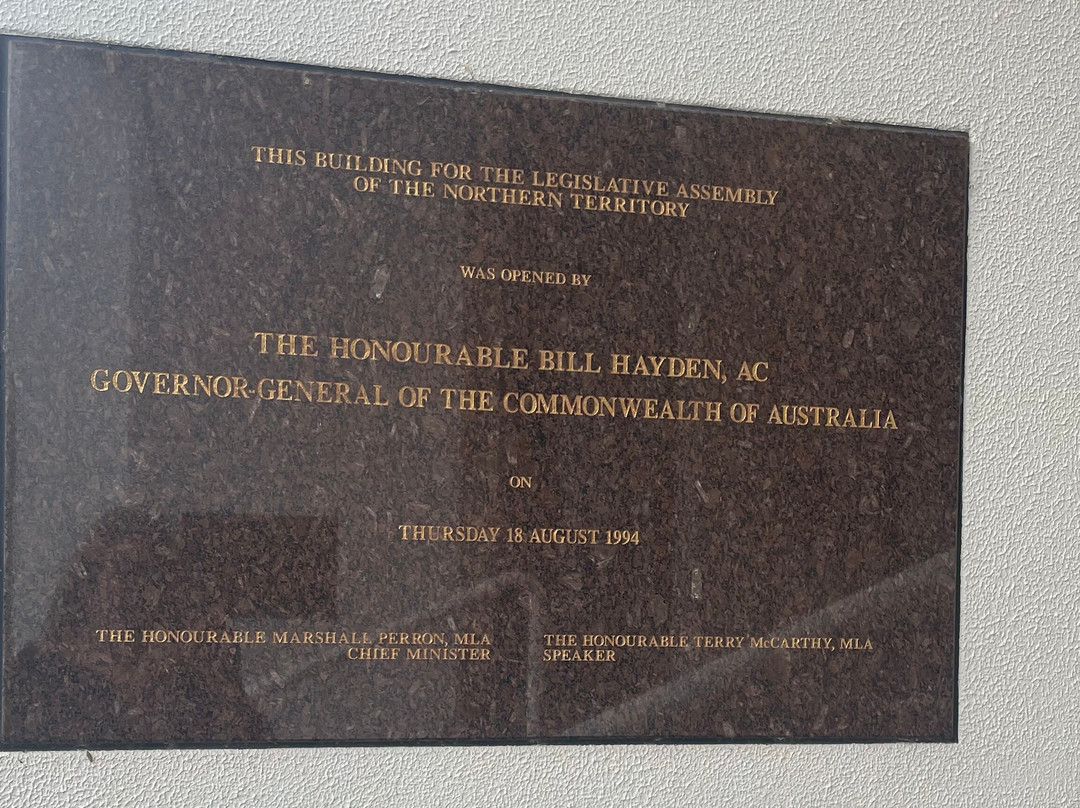 THIS BUILDING FOR THE LEGISLATIVE ASSEMBLY
OF THE NORTHERN TERRITORY
WAS OPENED BY
THE HONOURABLE BILL HAYDEN, AC
GOVERNOR-GENERAL OF THE COMMONWEALTH OF AUSTRALIA
ON
THURSDAY 18 AUGUST 1994
THE HONOURABLE MARSHALL PERRON, MLA
CHIEF MINISTER
THE HONOURABLE TERRY McCARTHY, MLA
SPEAKER